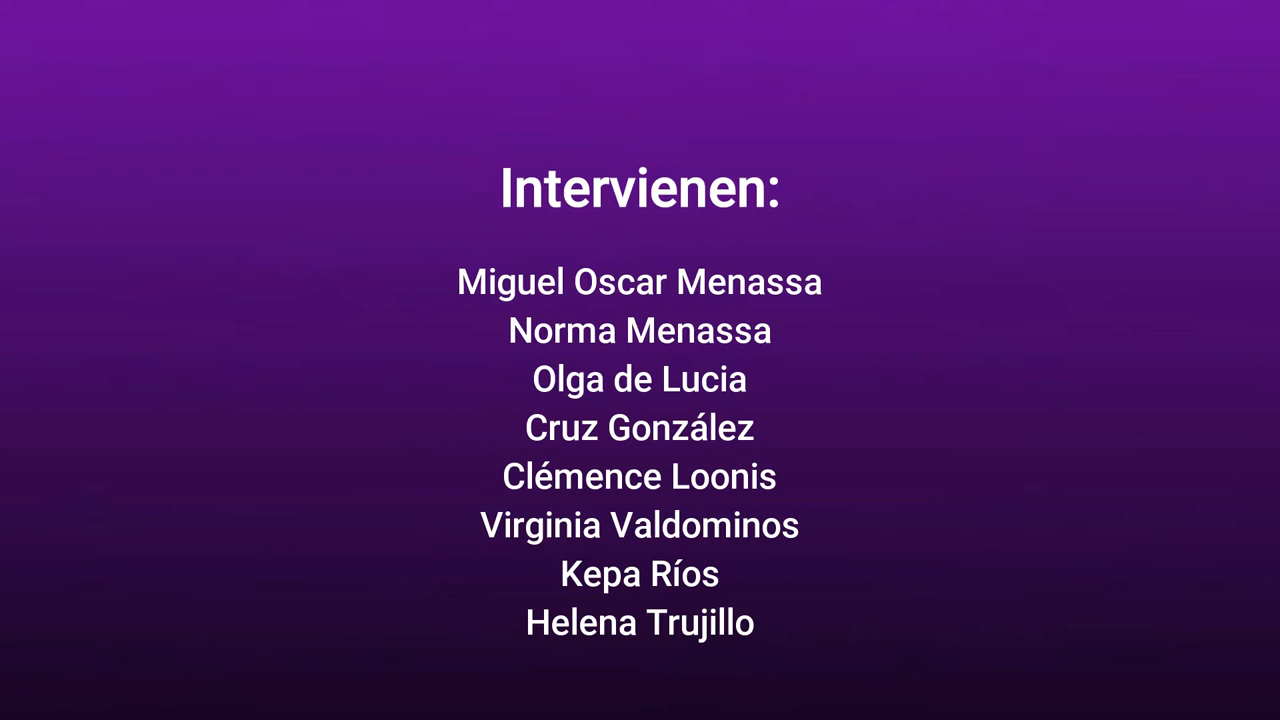 Intervienen:
Miguel Oscar Menassa
Norma Menassa
Olga de Lucia
Cruz González
Clémence Loonis
Virginia Valdominos
Kepa Ríos
Helena Trujillo